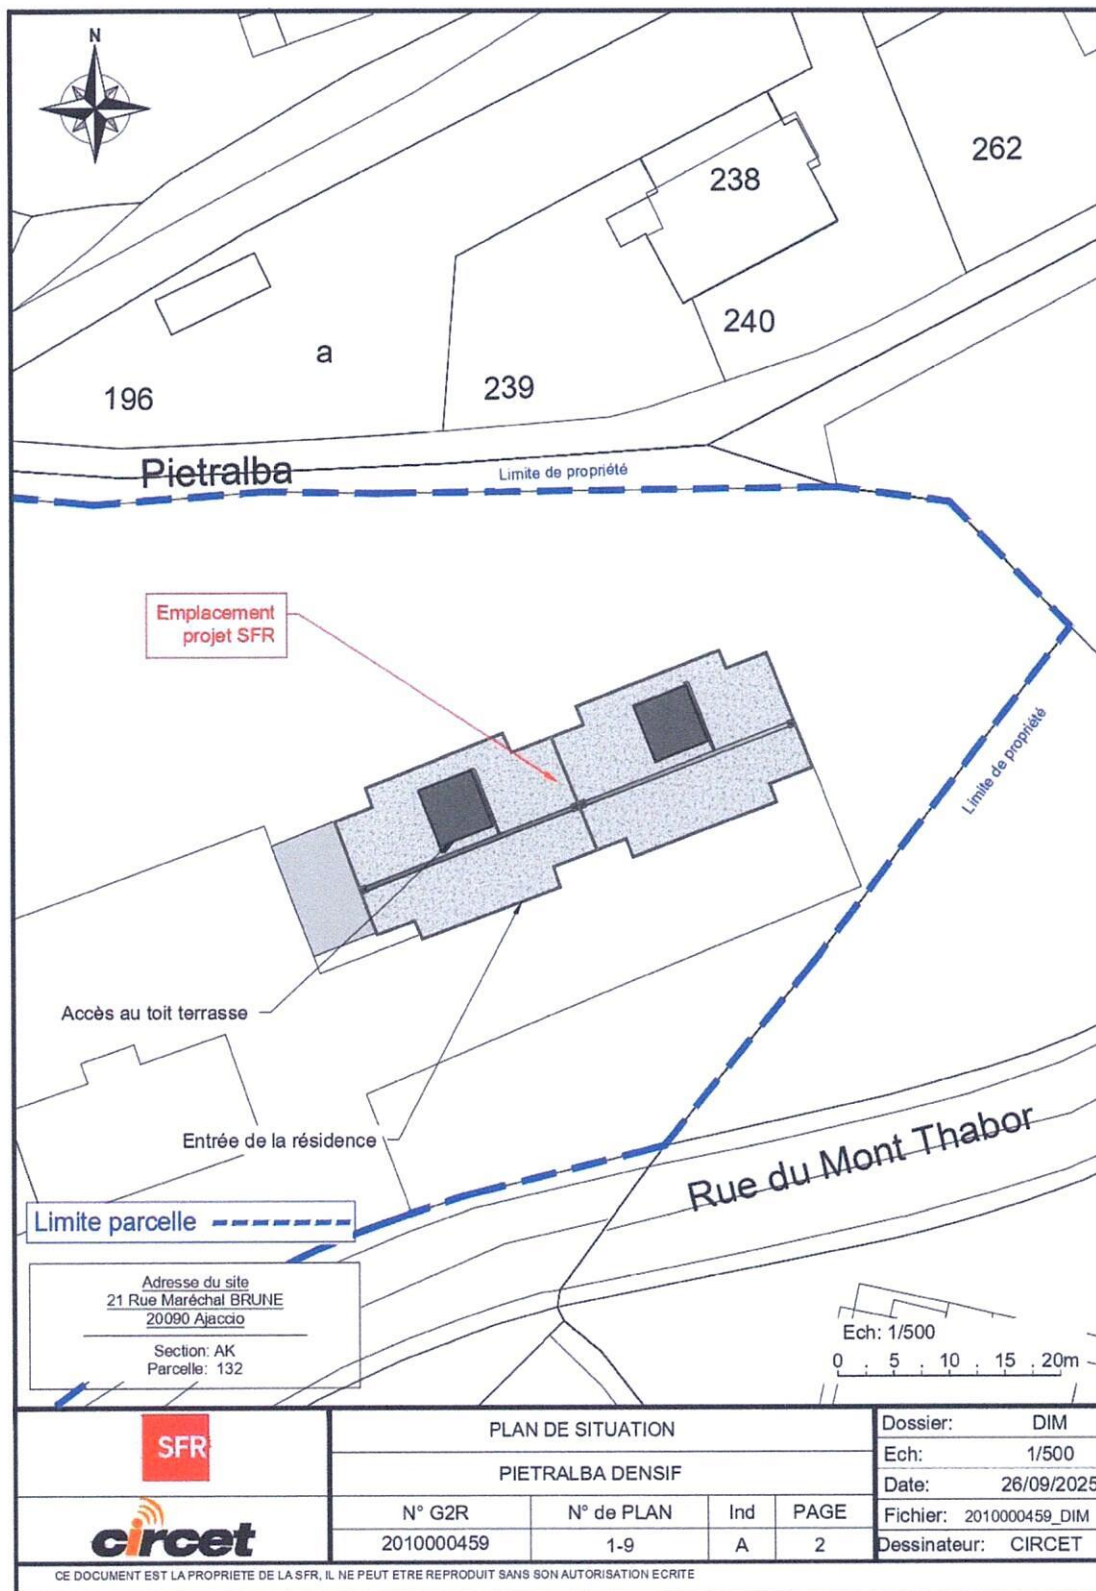 N
262
238
240
a
196
239
Pietralba
Limite de propriété
Emplacement
projet SFR
Limite de propriété
Accès au toit terrasse
Entrée de la résidence
Rue du Mont Thabor
Limite parcelle
Adresse du site
21 Rue Maréchal BRUNE
20090 Ajaccio
Section: AK
Parcelle: 132
Ech: 1/500
0 5 10 15 20m
SFR
circet
PLAN DE SITUATION
PIETRALBA DENSIF
N° G2R N° de PLAN Ind PAGE
2010000459 1-9 A 2
Dossier: DIM
Ech: 1/500
Date: 26/09/2025
Fichier: 2010000459_DIM
Dessinateur: CIRCET
CE DOCUMENT EST LA PROPRIETE DE LA SFR, IL NE PEUT ETRE REPRODUIT SANS SON AUTORISATION ECRITE